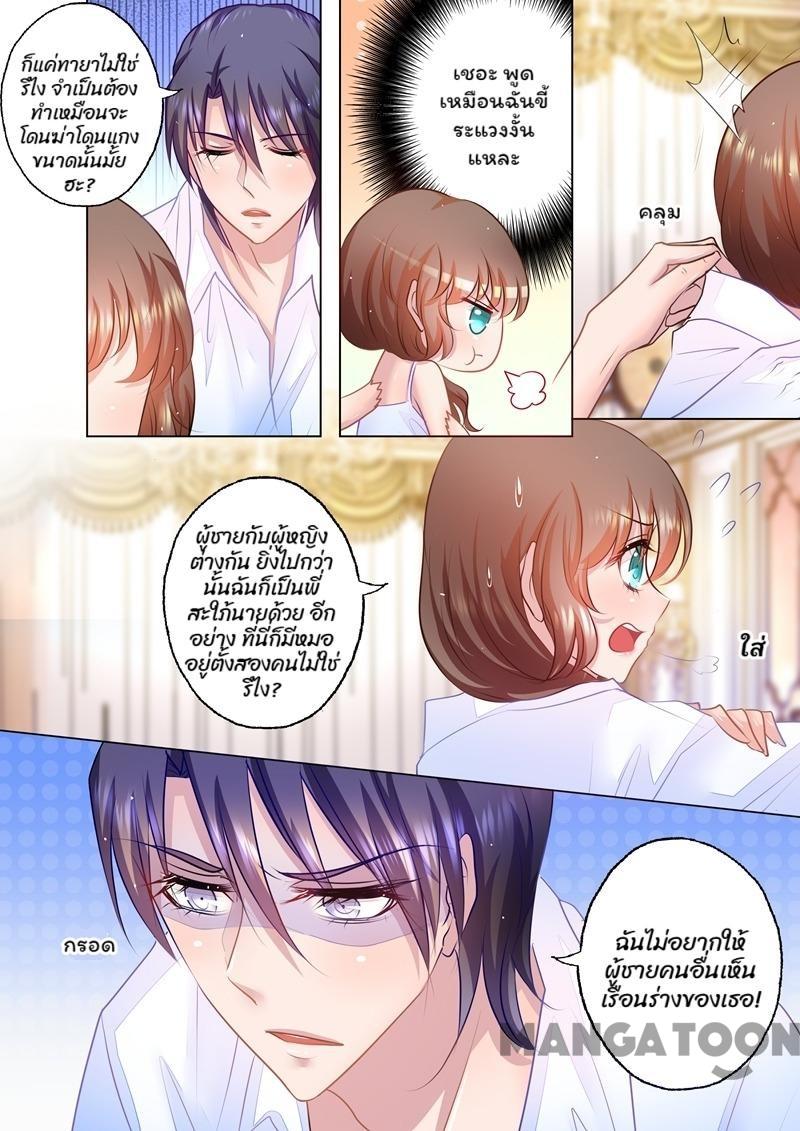 ก็แค่ทายาไม่ใช่
รึไง จำเป็นต้อง
ทำเหมือนจะ
โดนฆ่าโดนแกง
ขนาดนั้นมั้ย
ฮะ?
เชอะ พูด
เหมือนฉันขี้
ระแวงงั้น
แหละ
คลุม
ผู้ชายกับผู้หญิง
ต่างกัน ยิ่งไปกว่า
นั้นฉันก็เป็นพี่
สะใภ้นายด้วย อีก
อย่าง ที่นี่ก็มีหมอ
อยู่ตั้งสองคนไม่ใช่
รึไง?
ใส่
กรอด
ฉันไม่อยากให้
ผู้ชายคนอื่นเห็น
เรือนร่างของเธอ!
MANGATOON